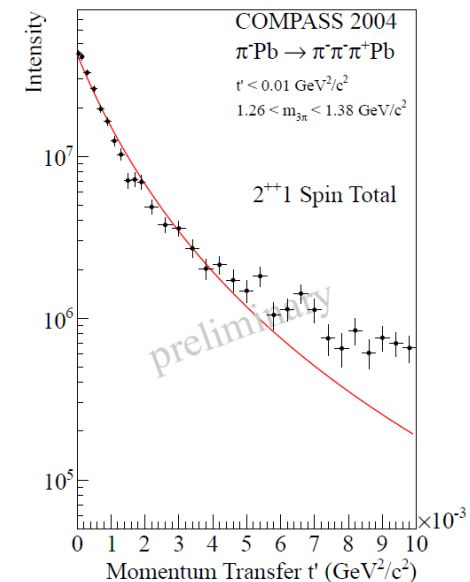 COMPASS 2004
π⁻Pb → π⁻π⁻π⁺Pb
t' < 0.01 GeV²/c²
1.26 < m₃π < 1.38 GeV/c²
2⁺⁺1 Spin Total
preliminary
Intensity
10⁷
10⁶
10⁵
0 1 2 3 4 5 6 7 8 9 10
×10⁻³
Momentum Transfer t' (GeV²/c²)